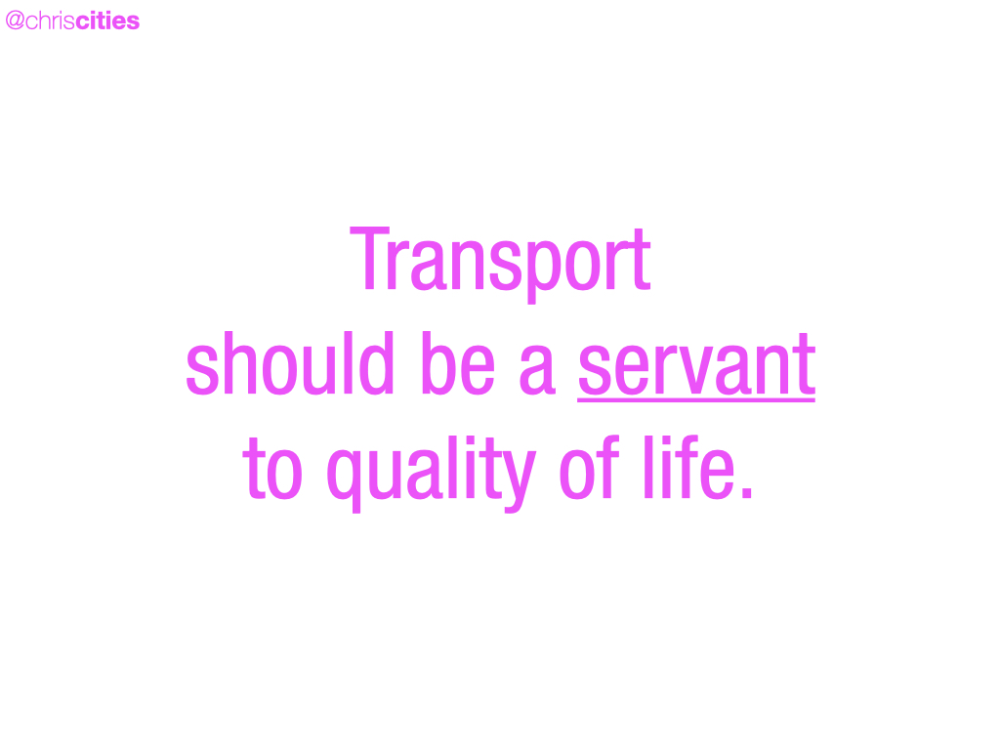 @chriscities
Transport
should be a servant
to quality of life.